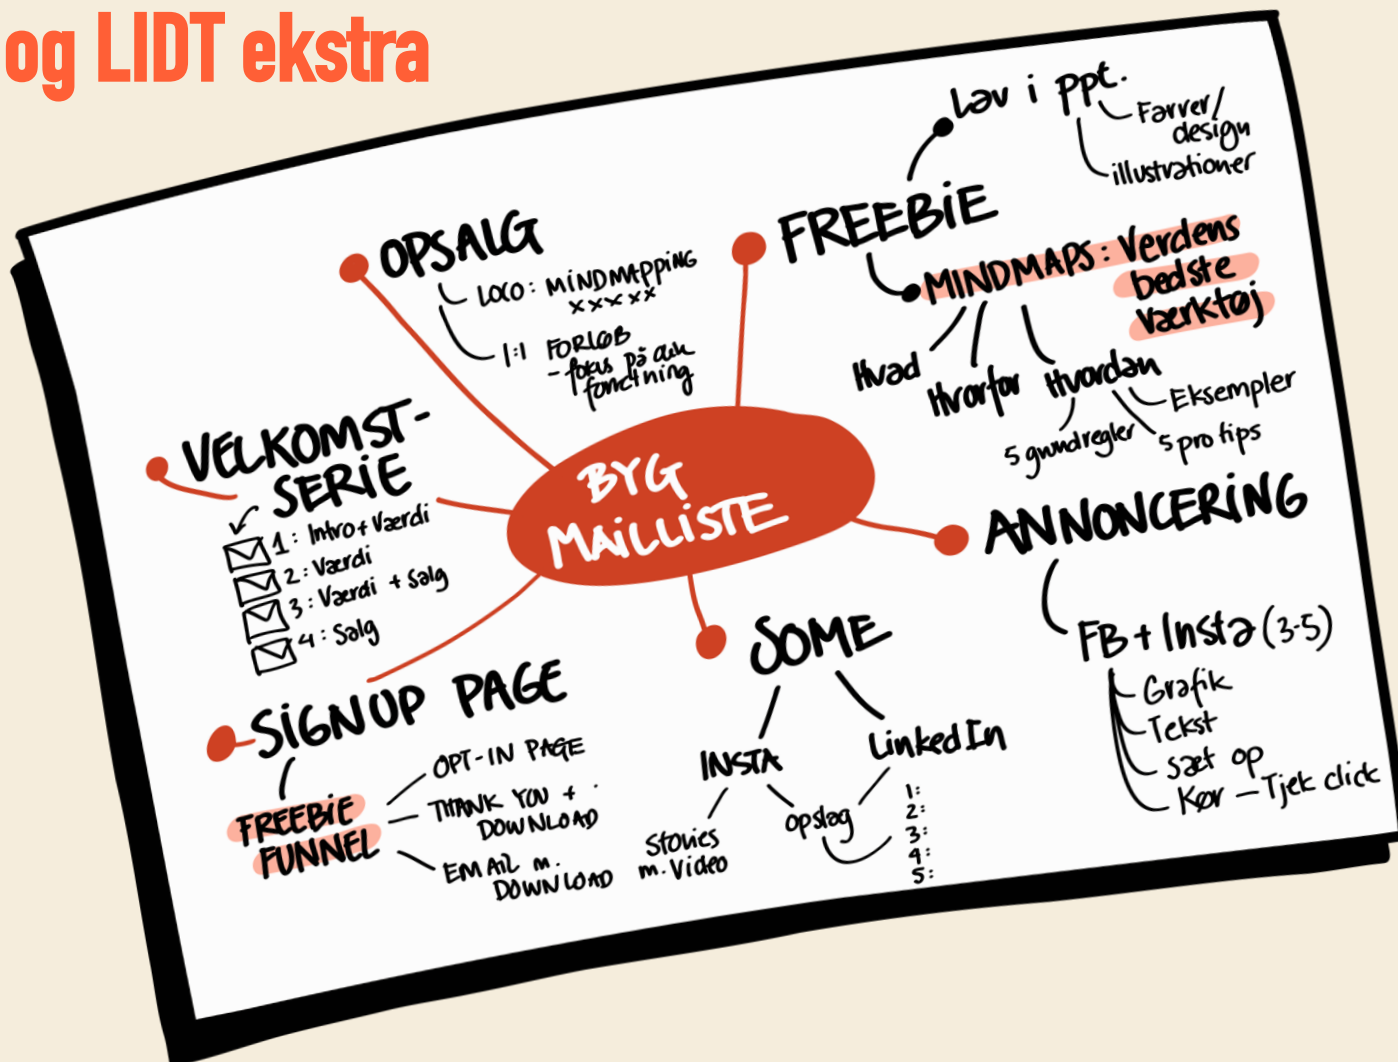 og LIDT ekstra
BYG
MAILLISTE
FREEBIE
Lav i ppt.
Farver/
design
illustrationer
MINDMAPS: Verdens
bedste
værktøj
Hvad
Hvorfor
Hvordan
5 grundregler
5 pro tips
Eksempler
ANNONCERING
FB + Insta (3-5)
Grafik
Tekst
sæt op
Kør – Tjek click
SOME
INSTA
Stories
m. Video
opslag
LinkedIn
1:
2:
3:
4:
5:
SIGNUP PAGE
FREEBIE
FUNNEL
OPT-IN PAGE
THANK YOU +
DOWNLOAD
EMAIL m.
DOWNLOAD
VELKOMST-
SERIE
1: Intro + Værdi
2: Værdi
3: Værdi + Salg
4: Salg
OPSALG
LOCO: MINDMAPPING
xxxxx
1:1 FORLØB
- fokus på